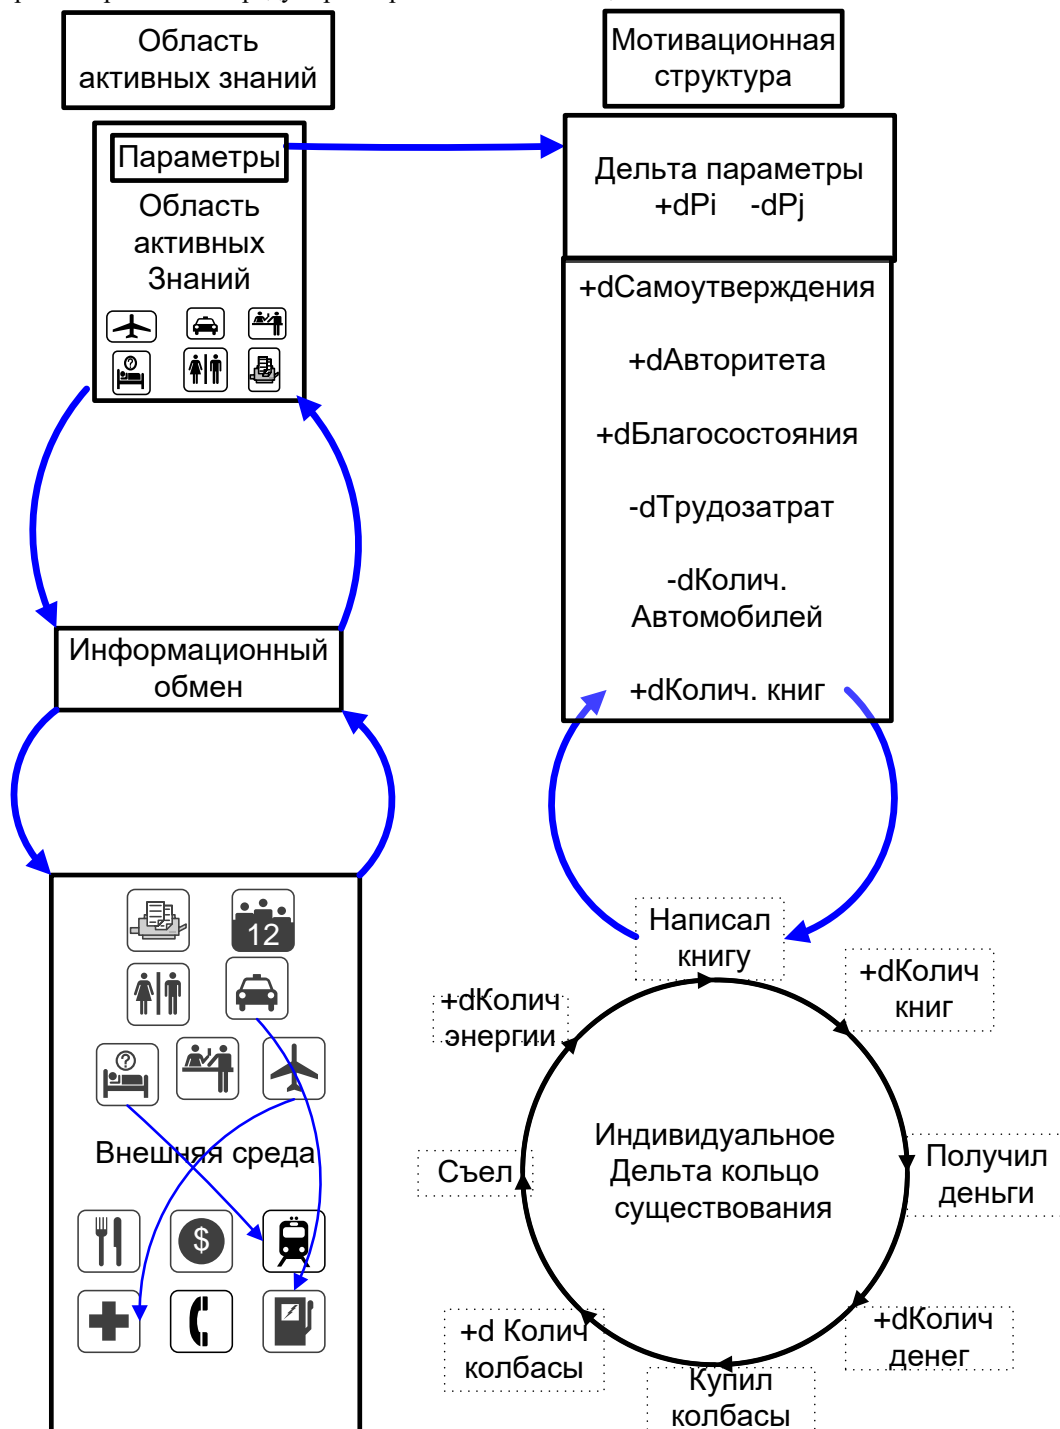 Область
активных знаний
Параметры
Область
активных
Знаний
?
Информационный
обмен
12
?
Внешняя среда
$
Мотивационная
структура
Дельта параметры
+dPi -dPj
+dСамоутверждения
+dАвторитета
+dБлагосостояния
-dТрудозатрат
-dКолич.
Автомобилей
+dКолич. книг
Написал
книгу
+dКолич
книг
Получил
деньги
+dКолич
денег
Купил
колбасы
+d Колич
колбасы
Съел
+dКолич
энергии
Индивидуальное
Дельта кольцо
существования